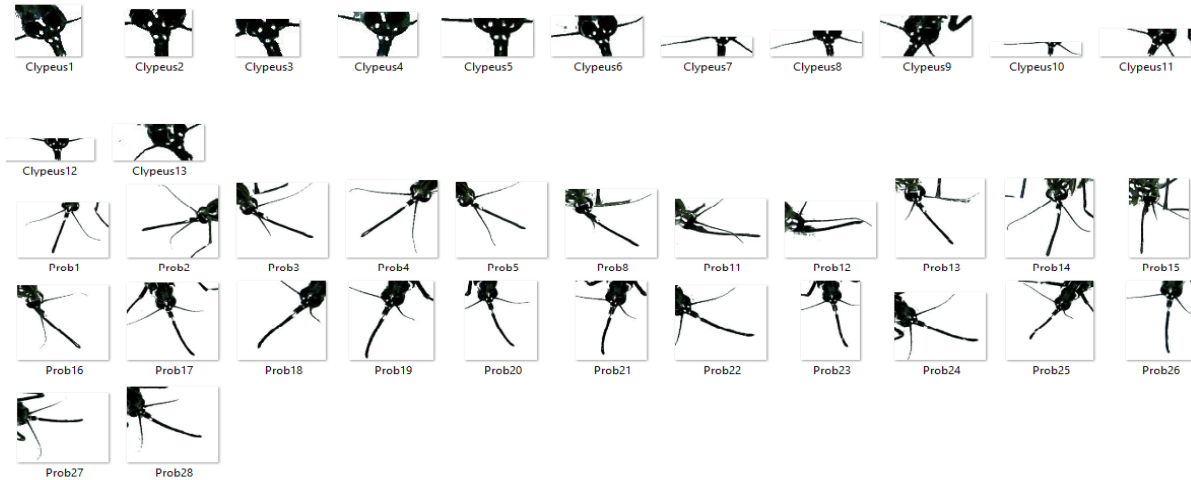 Clypeus1 Clypeus2 Clypeus3 Clypeus4 Clypeus5 Clypeus6 Clypeus7 Clypeus8 Clypeus9 Clypeus10 Clypeus11
Clypeus12 Clypeus13
Prob1 Prob2 Prob3 Prob4 Prob5 Prob8 Prob11 Prob12 Prob13 Prob14 Prob15
Prob16 Prob17 Prob18 Prob19 Prob20 Prob21 Prob22 Prob23 Prob24 Prob25 Prob26
Prob27 Prob28